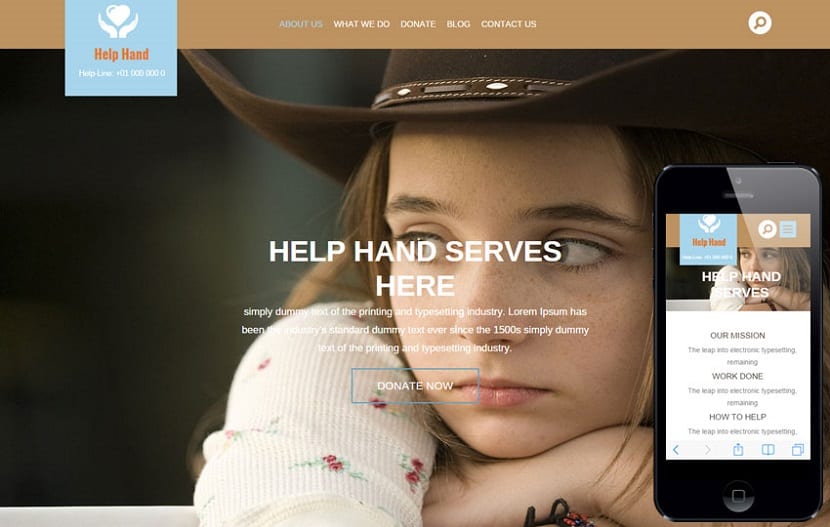 ABOUT US WHAT WE DO DONATE BLOG CONTACT US
Help Hand
Help-Line: +01 000 000 0
HELP HAND SERVES
HERE
simply dummy text of the printing and typesetting industry. Lorem Ipsum has
been the industry's standard dummy text ever since the 1500s simply dummy
text of the printing and typesetting industry.
DONATE NOW
Help Hand
Help-Line: +01 000 000 0
HELP HAND
SERVES
OUR MISSION
The leap into electronic typesetting,
remaining
WORK DONE
The leap into electronic typesetting,
remaining
HOW TO HELP
The leap into electronic typesetting,